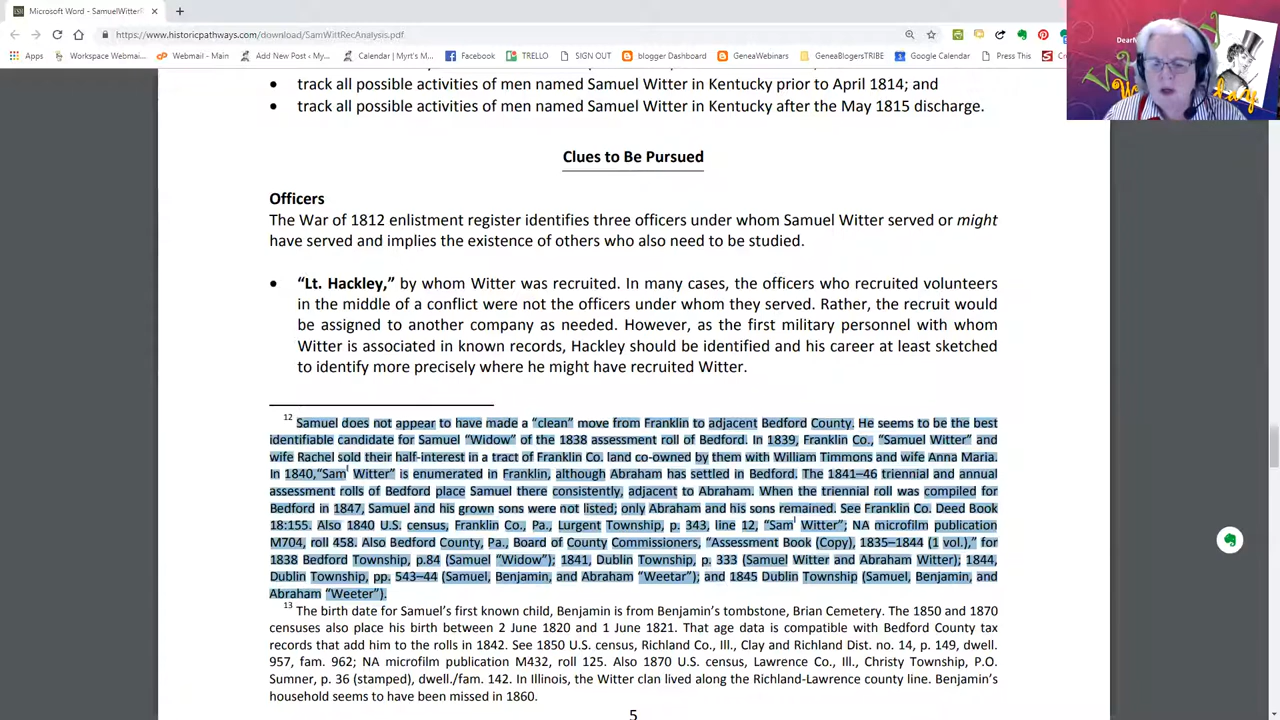 Microsoft Word - SamuelWitterR
https://www.historicpathways.com/download/SamWittRecAnalysis.pdf
Apps
Workspace Webmai...
Webmail - Main
Add New Post ‹ My...
Calendar | Myrt's M...
Facebook
TRELLO
SIGN OUT
blogger Dashboard
GeneaWebinars
GeneaBloggersTRIBE
Google Calendar
Press This
• track all possible activities of men named Samuel Witter in Kentucky prior to April 1814; and
• track all possible activities of men named Samuel Witter in Kentucky after the May 1815 discharge.
Clues to Be Pursued
Officers
The War of 1812 enlistment register identifies three officers under whom Samuel Witter served or might
have served and implies the existence of others who also need to be studied.
• “Lt. Hackley,” by whom Witter was recruited. In many cases, the officers who recruited volunteers
in the middle of a conflict were not the officers under whom they served. Rather, the recruit would
be assigned to another company as needed. However, as the first military personnel with whom
Witter is associated in known records, Hackley should be identified and his career at least sketched
to identify more precisely where he might have recruited Witter.
12 Samuel does not appear to have made a “clean” move from Franklin to adjacent Bedford County. He seems to be the best
identifiable candidate for Samuel “Widow” of the 1838 assessment roll of Bedford. In 1839, Franklin Co., “Samuel Witter” and
wife Rachel sold their half-interest in a tract of Franklin Co. land co-owned by them with William Timmons and wife Anna Maria.
In 1840,“Saml Witter” is enumerated in Franklin, although Abraham has settled in Bedford. The 1841–46 triennial and annual
assessment rolls of Bedford place Samuel there consistently, adjacent to Abraham. When the triennial roll was compiled for
Bedford in 1847, Samuel and his grown sons were not listed; only Abraham and his sons remained. See Franklin Co. Deed Book
18:155. Also 1840 U.S. census, Franklin Co., Pa., Lurgent Township, p. 343, line 12, “Saml Witter”; NA microfilm publication
M704, roll 458. Also Bedford County, Pa., Board of County Commissioners, “Assessment Book (Copy), 1835–1844 (1 vol.),” for
1838 Bedford Township, p.84 (Samuel “Widow”); 1841, Dublin Township, p. 333 (Samuel Witter and Abraham Witter); 1844,
Dublin Township, pp. 543–44 (Samuel, Benjamin, and Abraham “Weetar”); and 1845 Dublin Township (Samuel, Benjamin, and
Abraham “Weeter”).
13 The birth date for Samuel’s first known child, Benjamin is from Benjamin’s tombstone, Brian Cemetery. The 1850 and 1870
censuses also place his birth between 2 June 1820 and 1 June 1821. That age data is compatible with Bedford County tax
records that add him to the rolls in 1842. See 1850 U.S. census, Richland Co., Ill., Clay and Richland Dist. no. 14, p. 149, dwell.
957, fam. 962; NA microfilm publication M432, roll 125. Also 1870 U.S. census, Lawrence Co., Ill., Christy Township, P.O.
Sumner, p. 36 (stamped), dwell./fam. 142. In Illinois, the Witter clan lived along the Richland-Lawrence county line. Benjamin’s
household seems to have been missed in 1860.
5